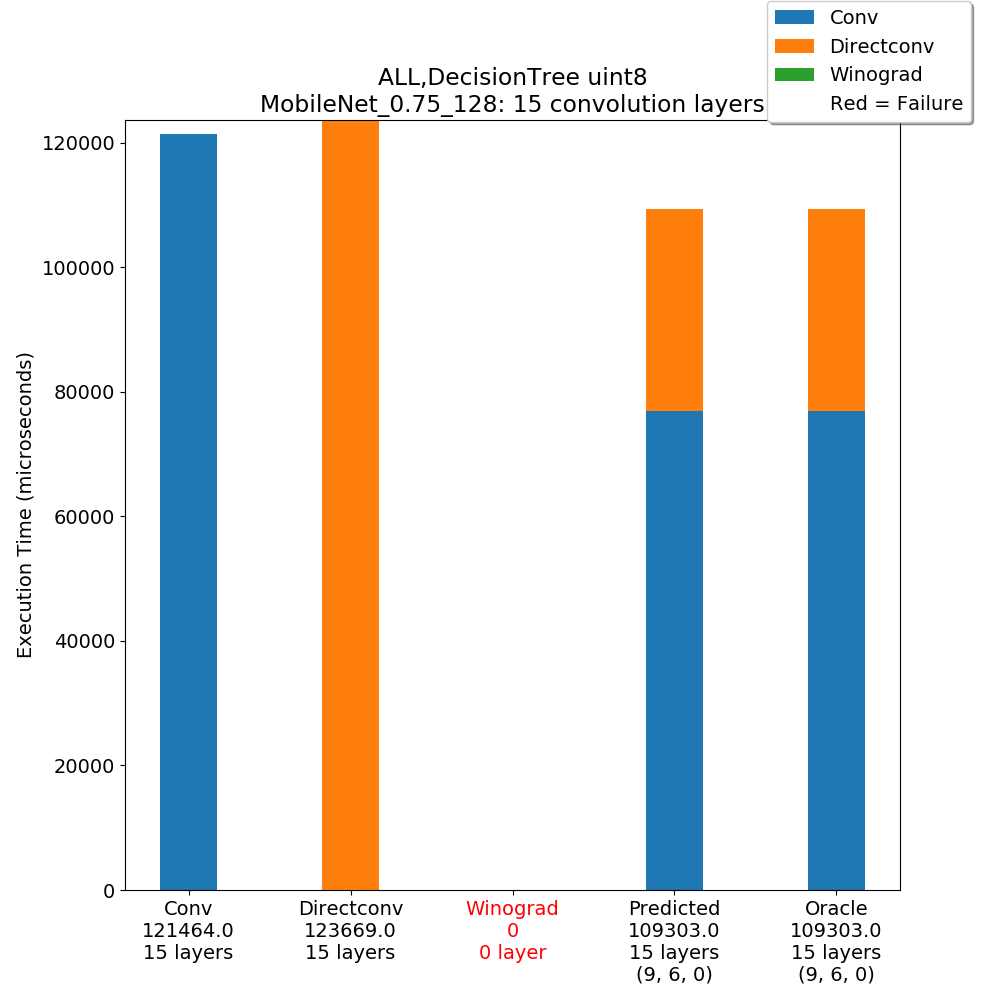 Conv
Directconv
Winograd
Red = Failure
ALL,DecisionTree uint8
MobileNet_0.75_128: 15 convolution layers
Execution Time (microseconds)
120000
100000
80000
60000
40000
20000
0
Conv
121464.0
15 layers
Directconv
123669.0
15 layers
Winograd
0
0 layer
Predicted
109303.0
15 layers
(9, 6, 0)
Oracle
109303.0
15 layers
(9, 6, 0)